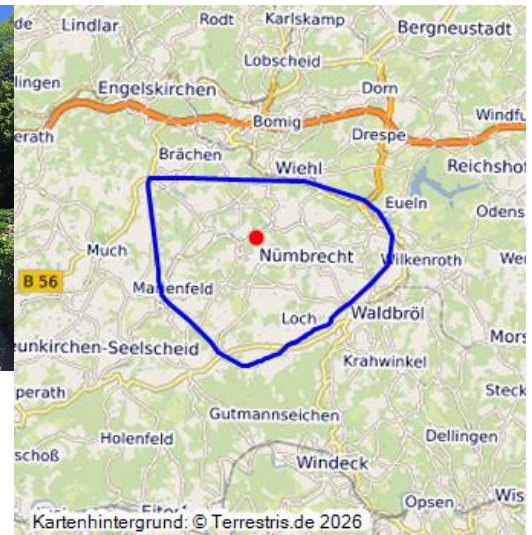 Lindlar
Rodt
Karlskamp
Bergneustadt
Lobscheid
lingen
Engelskirchen
Dorn
Bomig
Windfu
erath
Drespe
Brächen
Wiehl
Reichshof
Eueln
Odens
Much
Nümbrecht
Wilkenroth
We
B 56
Marienfeld
Loch
Waldbröl
eunkirchen-Seelscheid
Mors
Krahwinkel
perath
Steck
Gutmannseichen
Holenfeld
Dellingen
schoß
Windeck
Opsen
Wis
Eitorf
Kartenhintergrund: © Terrestris.de 2026